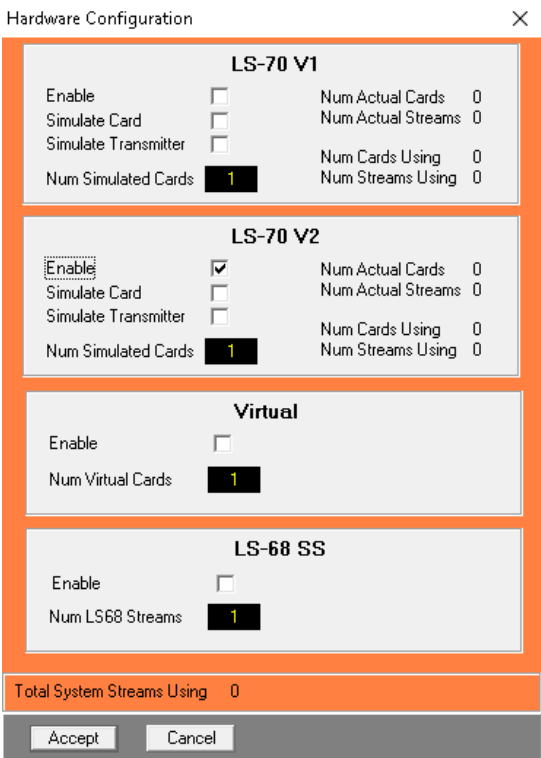 Hardware Configuration
LS-70 V1
Enable
Num Actual Cards 0
Simulate Card
Num Actual Streams 0
Simulate Transmitter
Num Cards Using 0
Num Simulated Cards 1
Num Streams Using 0
LS-70 V2
Enable
Num Actual Cards 0
Simulate Card
Num Actual Streams 0
Simulate Transmitter
Num Cards Using 0
Num Simulated Cards 1
Num Streams Using 0
Virtual
Enable
Num Virtual Cards 1
LS-68 SS
Enable
Num LS68 Streams 1
Total System Streams Using 0
Accept Cancel